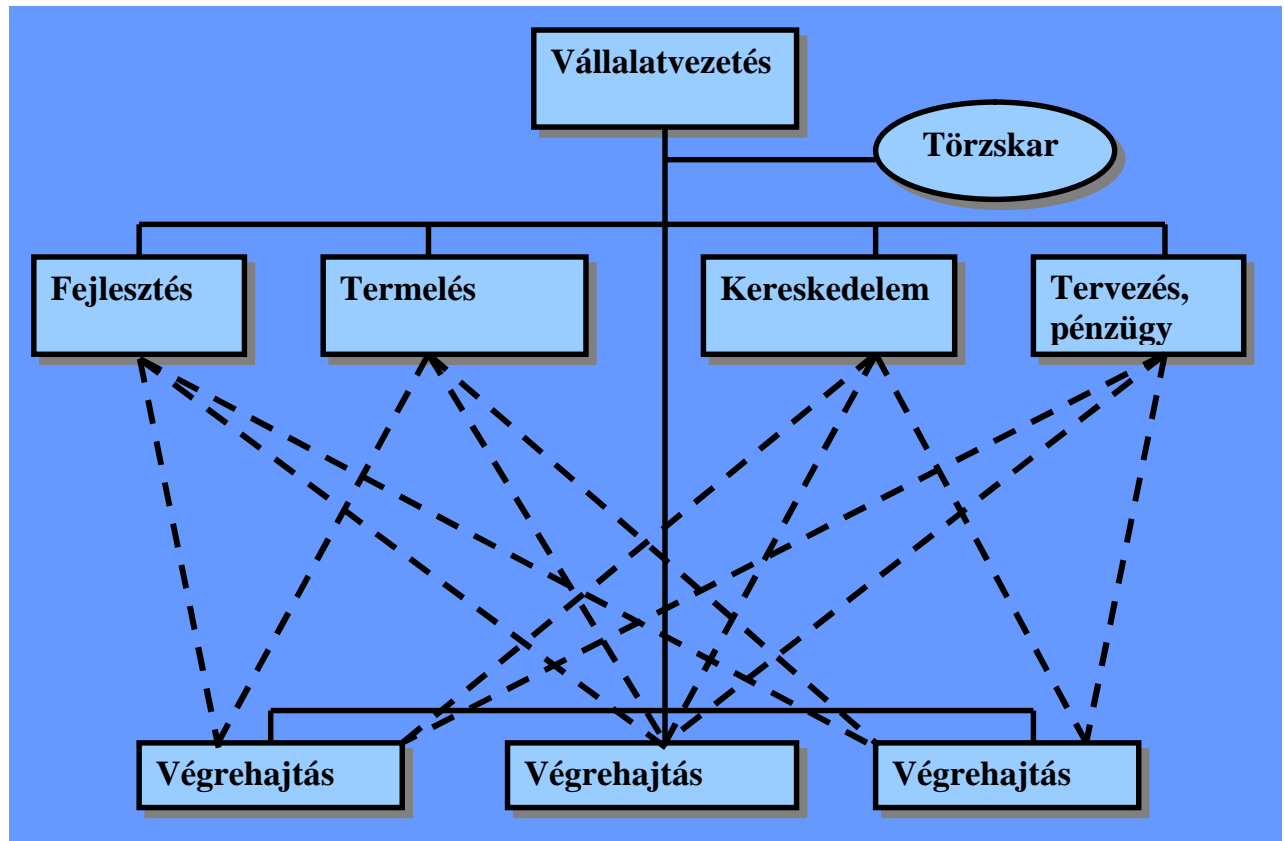 Vállalatvezetés
Törzskar
Fejlesztés
Termelés
Kereskedelem
Tervezés,
pénzügy
Végrehajtás
Végrehajtás
Végrehajtás